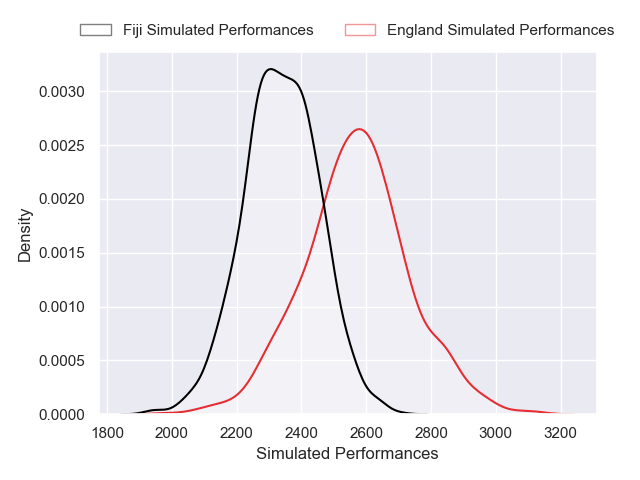 Fiji Simulated Performances England Simulated Performances
0.0030
0.0025
0.0020
0.0015
0.0010
0.0005
0.0000
Density
1800 2000 2200 2400 2600 2800 3000 3200
Simulated Performances